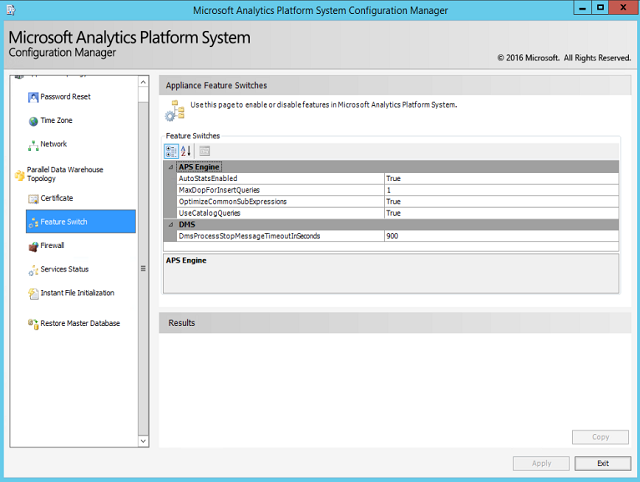 Microsoft Analytics Platform System Configuration Manager
Microsoft Analytics Platform System
Configuration Manager
© 2016 Microsoft. All Rights Reserved.
Password Reset
Time Zone
Network
Parallel Data Warehouse
Topology
Certificate
Feature Switch
Firewall
Services Status
Instant File Initialization
Restore Master Database
Appliance Feature Switches
Use this page to enable or disable features in Microsoft Analytics Platform System.
Feature Switches
APS Engine
AutoStatsEnabled True
MaxDopForInsertQueries 1
OptimizeCommonSubExpressions True
UseCatalogQueries True
DMS
DmsProcessStopMessageTimeoutInSeconds 900
APS Engine
Results
Copy
Apply Exit